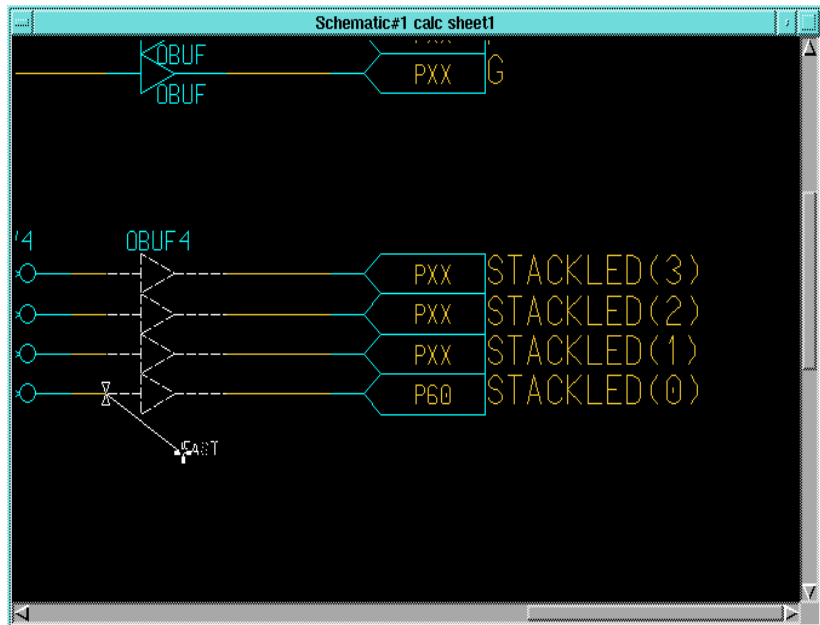 Schematic#1 calc sheet1
OBUF
PXX G
OBUF
OBUF4
PXX STACKLED(3)
PXX STACKLED(2)
PXX STACKLED(1)
P60 STACKLED(0)
FAST